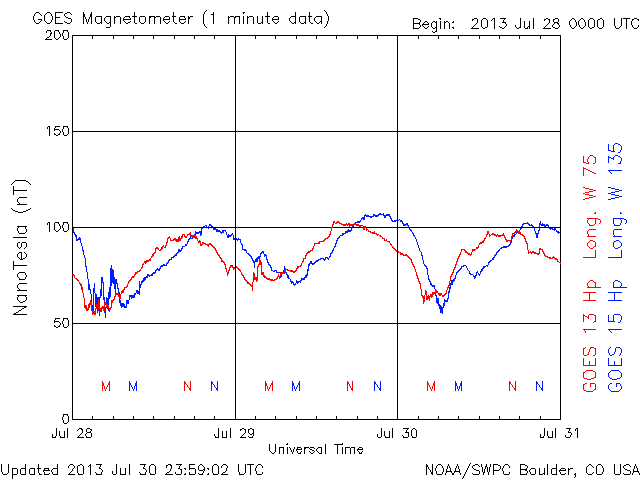 GOES Magnetometer (1 minute data)
Begin: 2013 Jul 28 0000 UTC
200
150
100
50
0
NanoTesla (nT)
M M N N M M N N M M N N
Jul 28 Jul 29 Jul 30 Jul 31
Universal Time
GOES 13 Hp Long. W 75
GOES 15 Hp Long. W 135
Updated 2013 Jul 30 23:59:02 UTC
NOAA/SWPC Boulder, CO USA